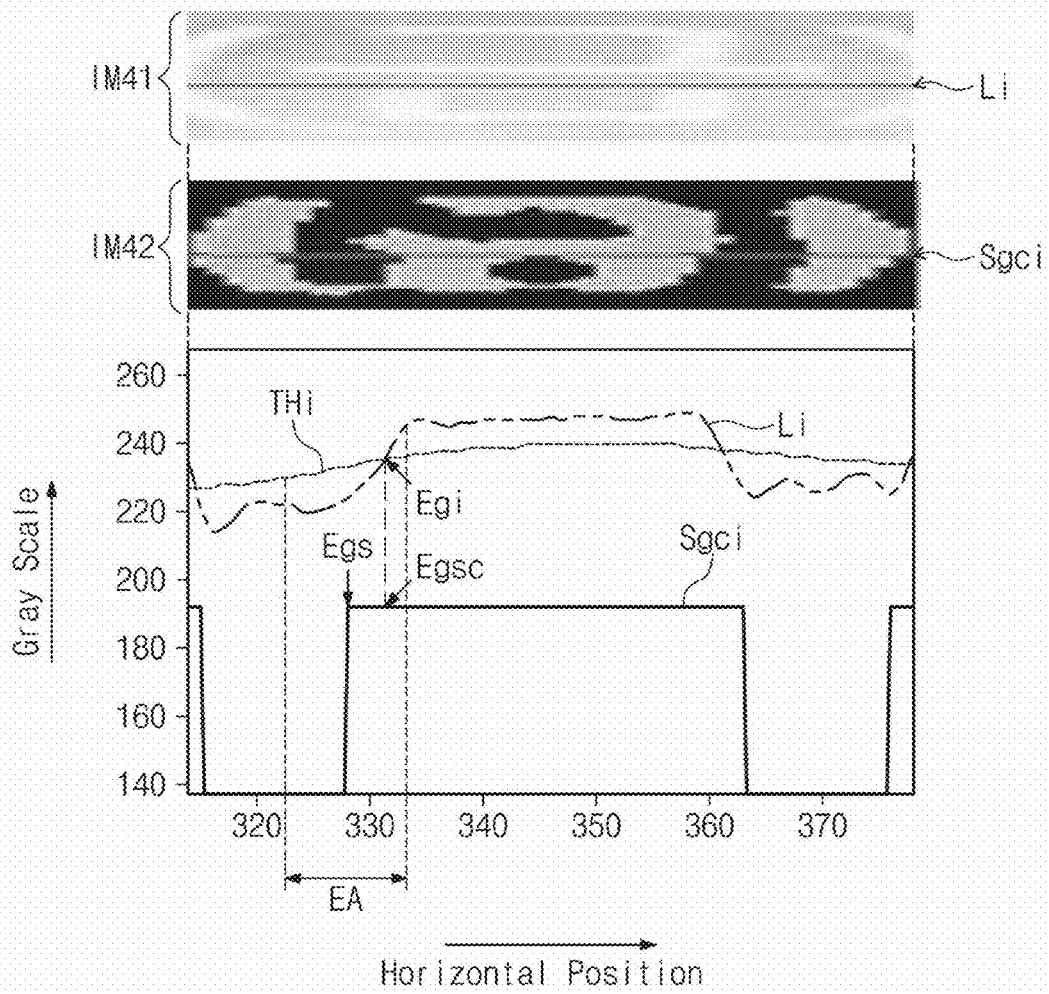 IM41
Li
IM42
Sgci
260
240
220
200
180
160
140
THi
Li
Egi
Egs
Egsc
Sgci
Gray Scale
320 330 340 350 360 370
EA
Horizontal Position